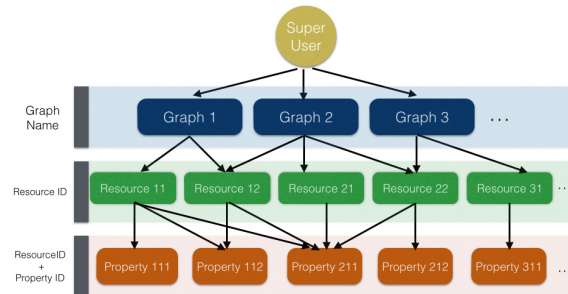 Super
User
Graph
Name
Graph 1
Graph 2
Graph 3
. . .
Resource ID
Resource 11
Resource 12
Resource 21
Resource 22
Resource 31
...
ResourceID
+
Property ID
Property 111
Property 112
Property 211
Property 212
Property 311
...